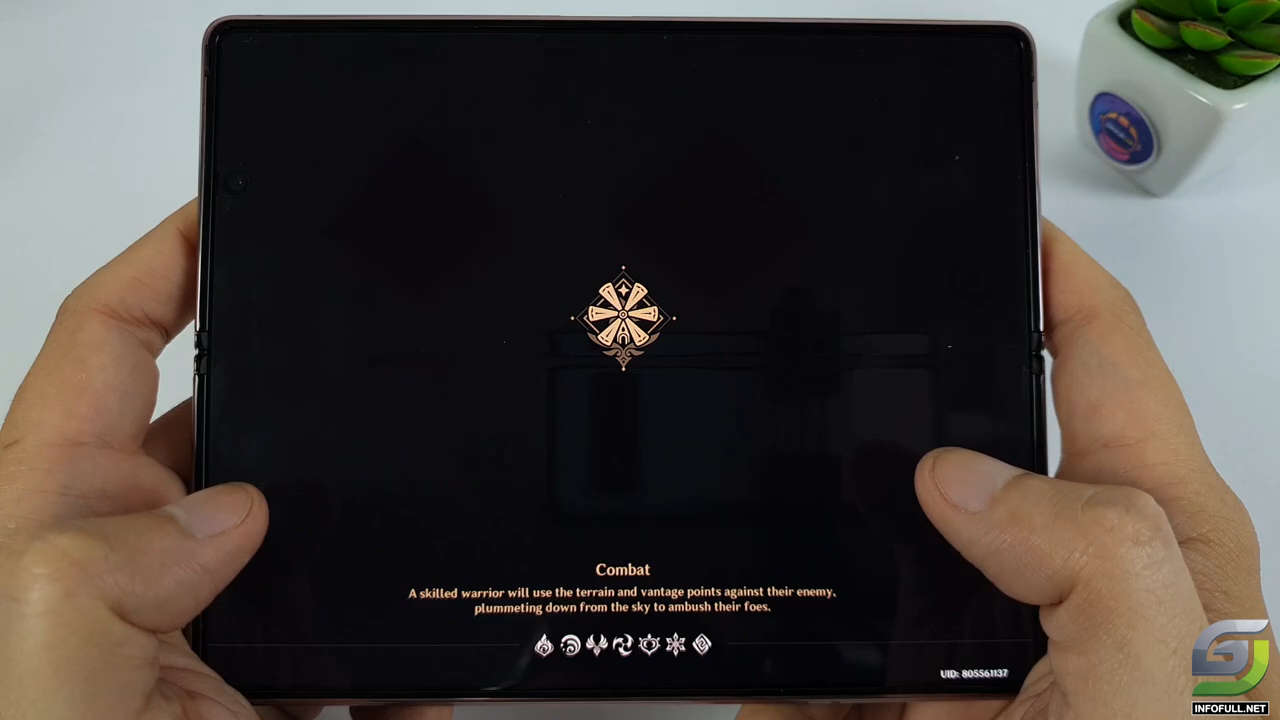 Combat
A skilled warrior will use the terrain and vantage points against their enemy,
plummeting down from the sky to ambush their foes.
UID: 805561137
INFOFULL.NET